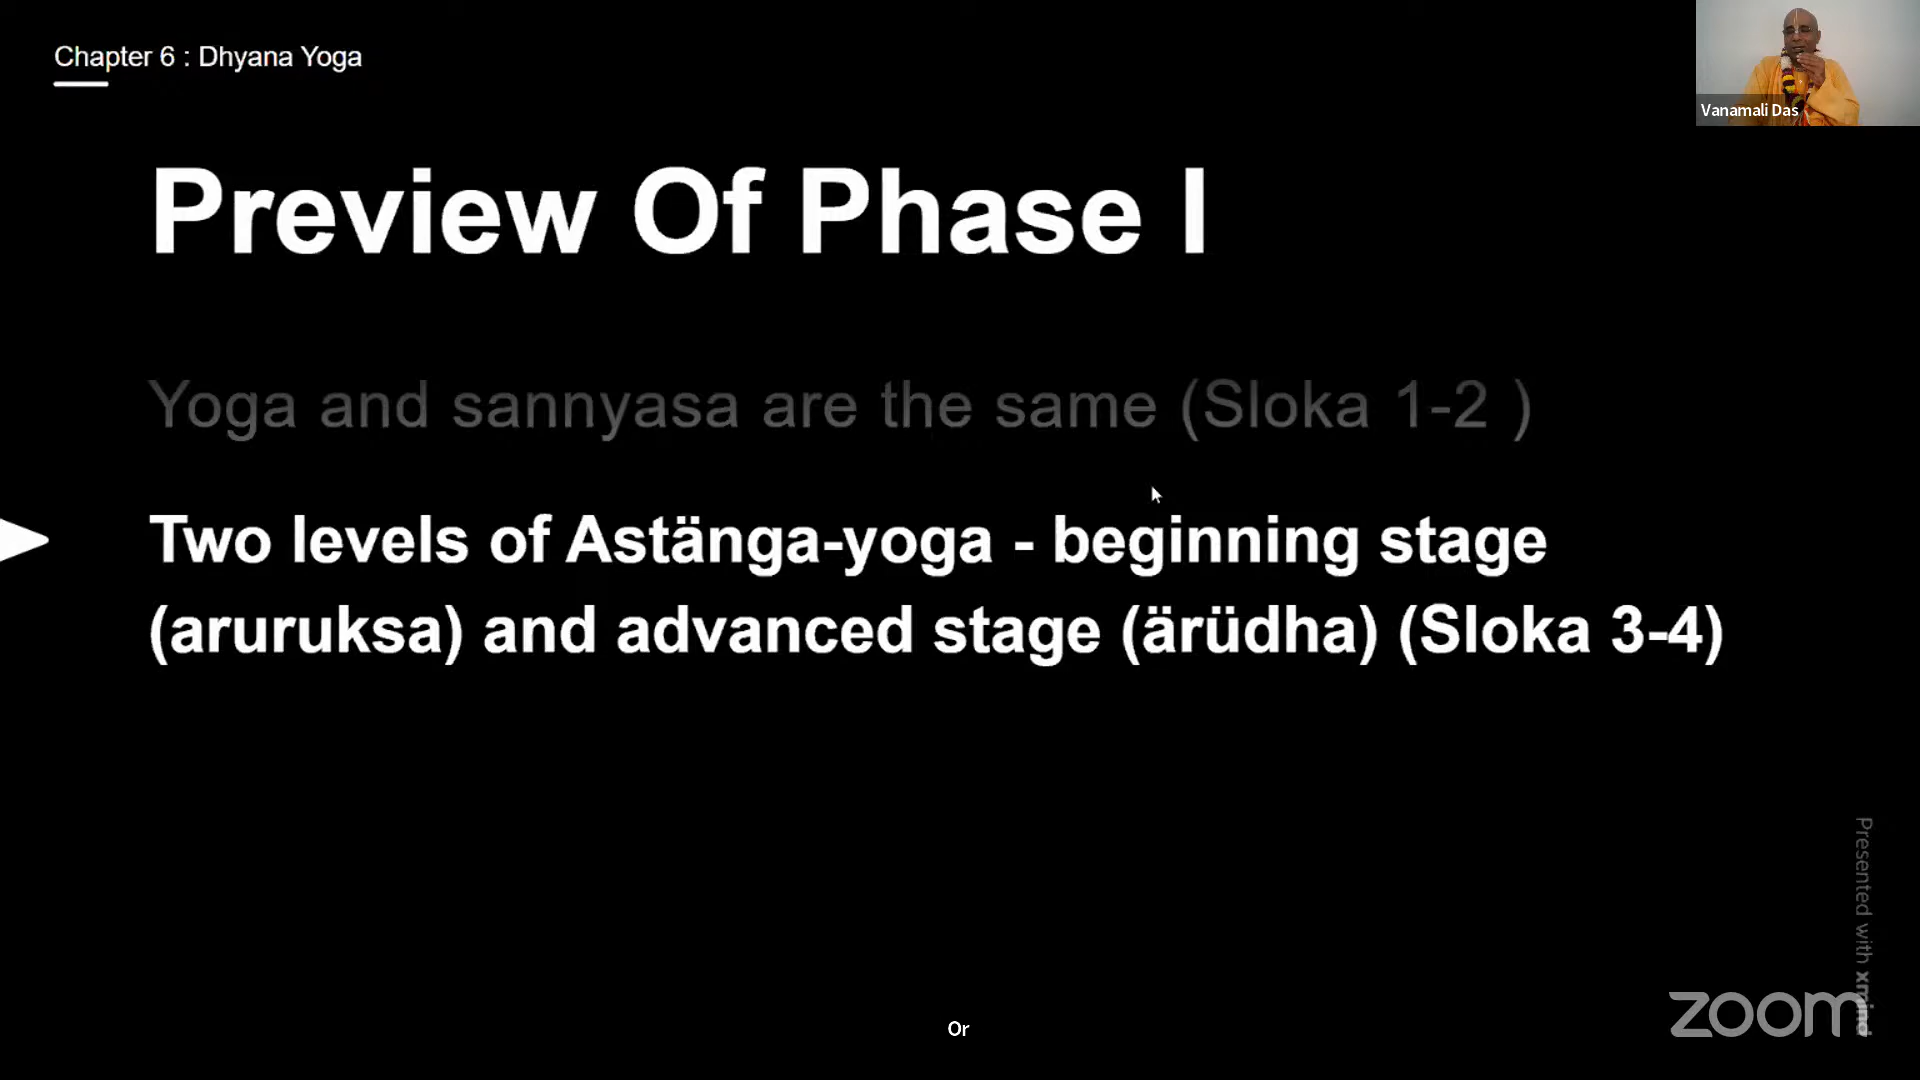 Chapter 6 : Dhyana Yoga
Vanamali Das
Preview Of Phase I
Yoga and sannyasa are the same (Sloka 1-2 )
Two levels of Astänga-yoga - beginning stage
(aruruksa) and advanced stage (ärüdha) (Sloka 3-4)
Presented with xmind
zoom
Or